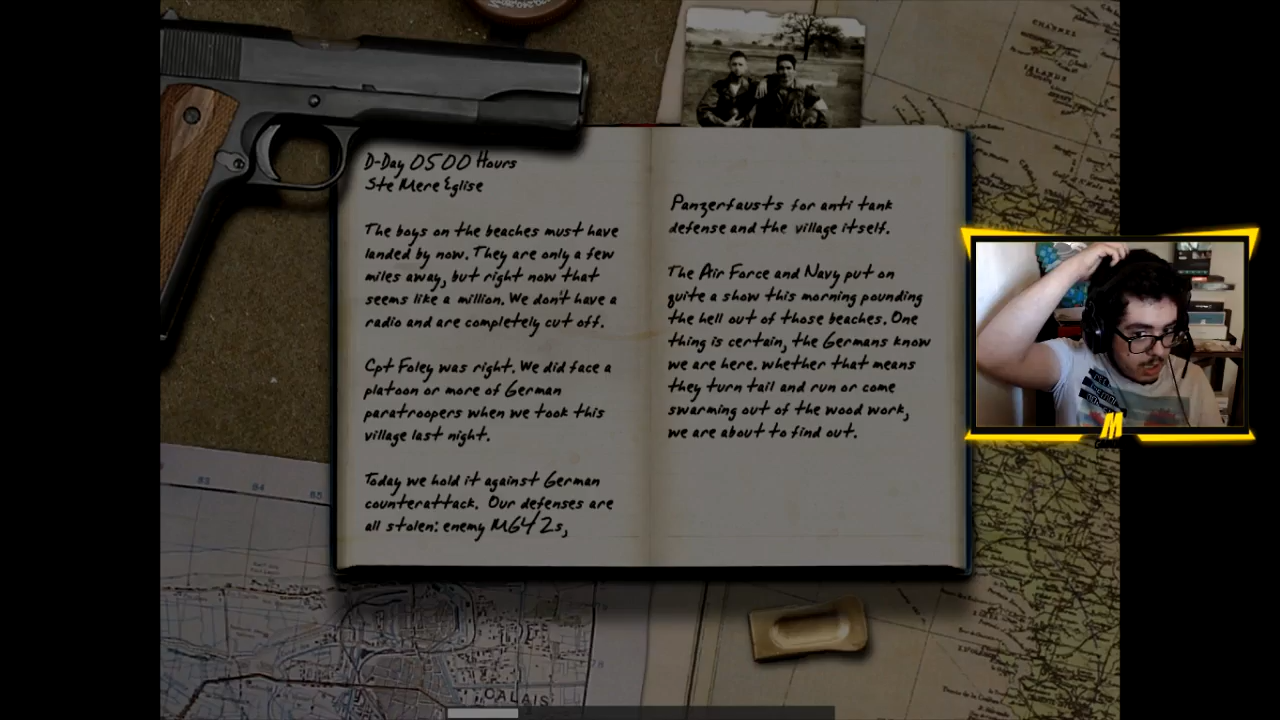 D-Day 0500 Hours
Ste Mere Eglise
The boys on the beaches must have
landed by now. They are only a few
miles away, but right now that
seems like a million. We don't have a
radio and are completely cut off.
Cpt Foley was right. We did face a
platoon or more of German
paratroopers when we took this
village last night.
Today we hold it against German
counterattack. Our defenses are
all stolen: enemy MG42s,
Panzerfausts for anti tank
defense and the village itself.
The Air Force and Navy put on
quite a show this morning pounding
the hell out of those beaches. One
thing is certain, the Germans know
we are here. whether that means
they turn tail and run or come
swarming out of the wood work,
we are about to find out.
CHANNEL
ISLANDS
83 84 85
CALAIS
M